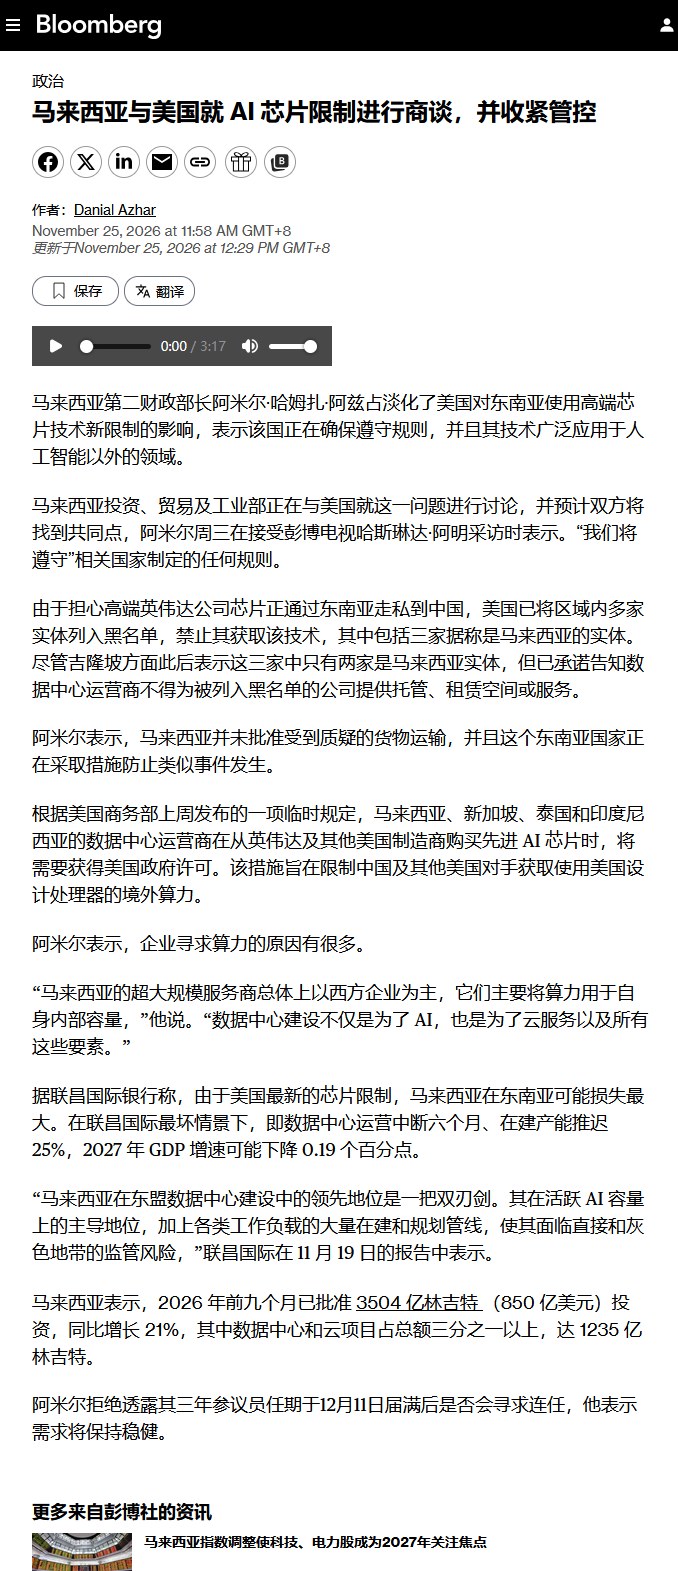 Bloomberg
政治
马来西亚与美国就 AI 芯片限制进行商谈，并收紧管控
作者：Danial Azhar
November 25, 2026 at 11:58 AM GMT+8
更新于November 25, 2026 at 12:29 PM GMT+8
保存 翻译
0:00 / 3:17
马来西亚第二财政部长阿米尔·哈姆扎·阿兹占淡化了美国对东南亚使用高端芯
片技术新限制的影响，表示该国正在确保遵守规则，并且其技术广泛应用于人
工智能以外的领域。
马来西亚投资、贸易及工业部正在与美国就这一问题进行讨论，并预计双方将
找到共同点，阿米尔周三在接受彭博电视哈斯琳达·阿明采访时表示。“我们将
遵守”相关国家制定的任何规则。
由于担心高端英伟达公司芯片正通过东南亚走私到中国，美国已将区域内多家
实体列入黑名单，禁止其获取该技术，其中包括三家据称是马来西亚的实体。
尽管吉隆坡方面此后表示这三家中只有两家是马来西亚实体，但已承诺告知数
据中心运营商不得为被列入黑名单的公司提供托管、租赁空间或服务。
阿米尔表示，马来西亚并未批准受到质疑的货物运输，并且这个东南亚国家正
在采取措施防止类似事件发生。
根据美国商务部上周发布的一项临时规定，马来西亚、新加坡、泰国和印度尼
西亚的数据中心运营商在从英伟达及其他美国制造商购买先进 AI 芯片时，将
需要获得美国政府许可。该措施旨在限制中国及其他美国对手获取使用美国设
计处理器的境外算力。
阿米尔表示，企业寻求算力的原因有很多。
“马来西亚的超大规模服务商总体上以西方企业为主，它们主要将算力用于自
身内部容量，”他说。“数据中心建设不仅是为了 AI，也是为了云服务以及所有
这些要素。”
据联昌国际银行称，由于美国最新的芯片限制，马来西亚在东南亚可能损失最
大。在联昌国际最坏情景下，即数据中心运营中断六个月、在建产能推迟
25%，2027 年 GDP 增速可能下降 0.19 个百分点。
“马来西亚在东盟数据中心建设中的领先地位是一把双刃剑。其在活跃 AI 容量
上的主导地位，加上各类工作负载的大量在建和规划管线，使其面临直接和灰
色地带的监管风险，”联昌国际在 11 月 19 日的报告中表示。
马来西亚表示，2026 年前九个月已批准 3504 亿林吉特 （850 亿美元）投
资，同比增长 21%，其中数据中心和云项目占总额三分之一以上，达 1235 亿
林吉特。
阿米尔拒绝透露其三年参议员任期于12月11日届满后是否会寻求连任，他表示
需求将保持稳健。
更多来自彭博社的资讯
马来西亚指数调整使科技、电力股成为2027年关注焦点